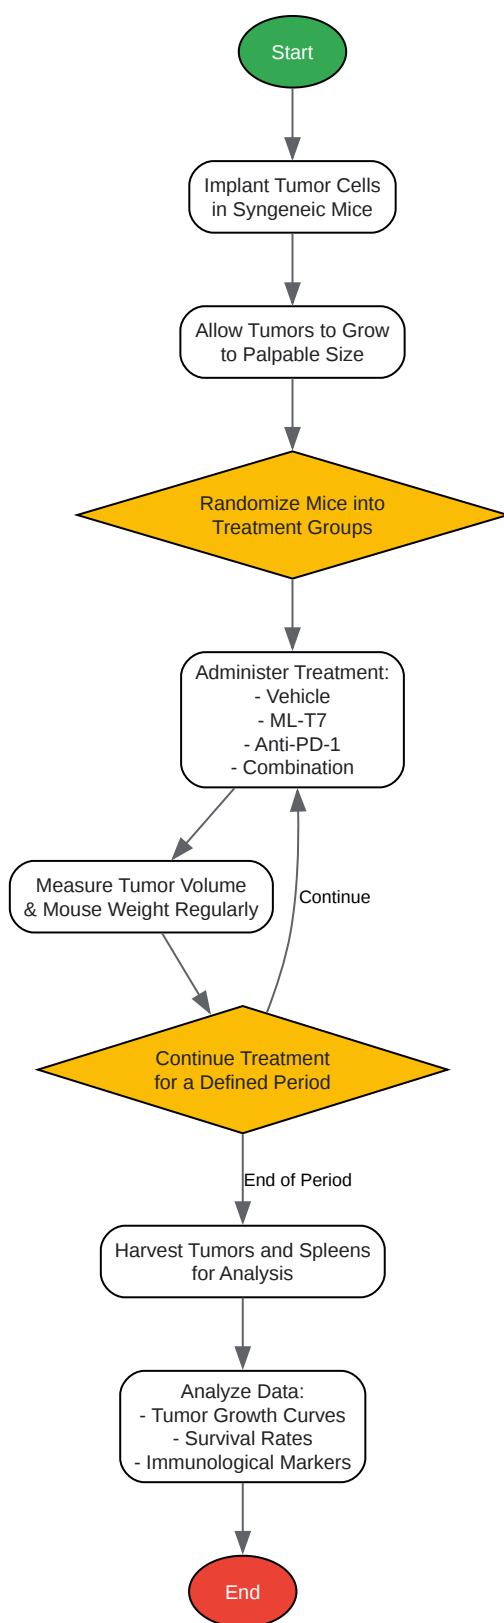 Start
Implant Tumor Cells
in Syngeneic Mice
Allow Tumors to Grow
to Palpable Size
Randomize Mice into
Treatment Groups
Administer Treatment:
- Vehicle
- ML-T7
- Anti-PD-1
- Combination
Measure Tumor Volume
& Mouse Weight Regularly
Continue
Continue Treatment
for a Defined Period
End of Period
Harvest Tumors and Spleens
for Analysis
Analyze Data:
- Tumor Growth Curves
- Survival Rates
- Immunological Markers
End